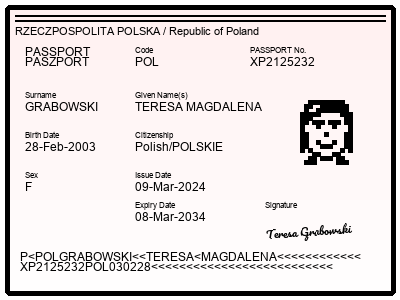 RZECZPOSPOLITA POLSKA / Republic of Poland
PASSPORT Code PASSPORT No.
PASZPORT POL XP2125232
Surname Given Name(s)
GRABOWSKI TERESA MAGDALENA
Birth Date Citizenship
28-Feb-2003 Polish/POLSKIE
Sex Issue Date
F 09-Mar-2024
Expiry Date Signature
08-Mar-2034
Teresa Grabowski
P<POLGRABOWSKI<<TERESA<MAGDALENA<<<<<<<<<<<<
XP2125232POL030228<<<<<<<<<<<<<<<<<<<<<<<<<<